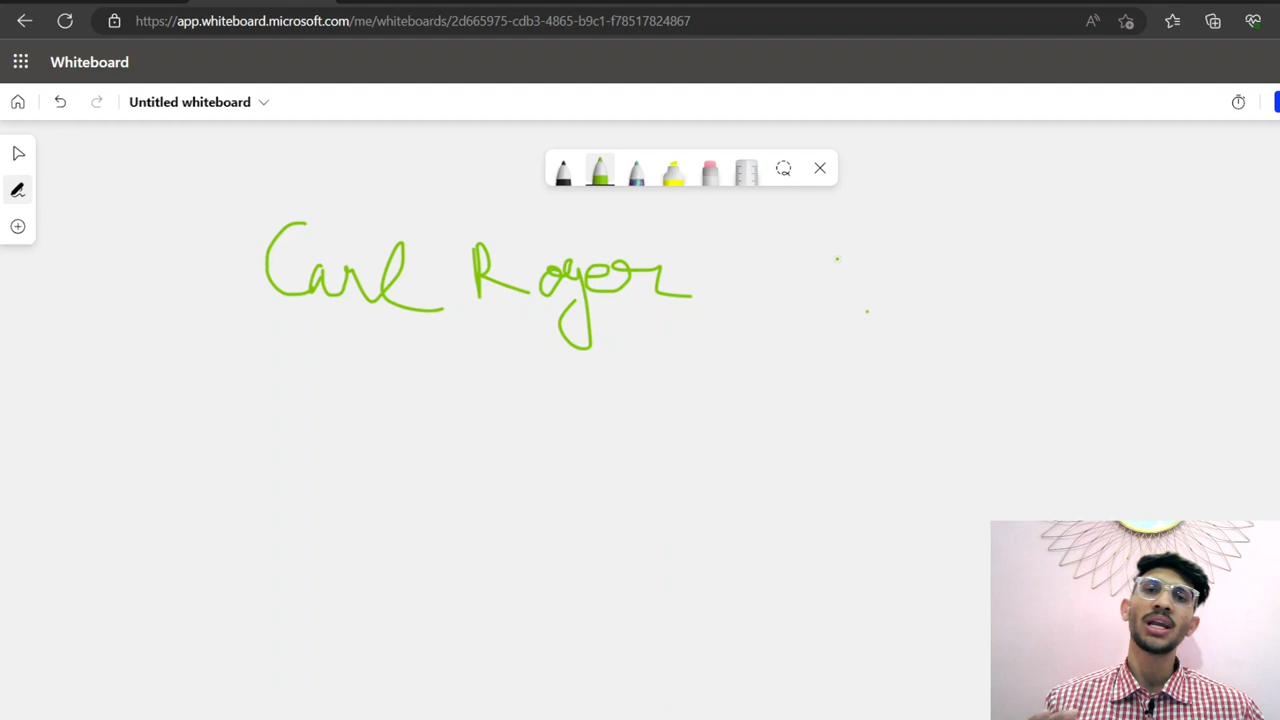 https://app.whiteboard.microsoft.com/me/whiteboards/2d665975-cdb3-4865-b9c1-f78517824867
Whiteboard
Untitled whiteboard
Carl Roger